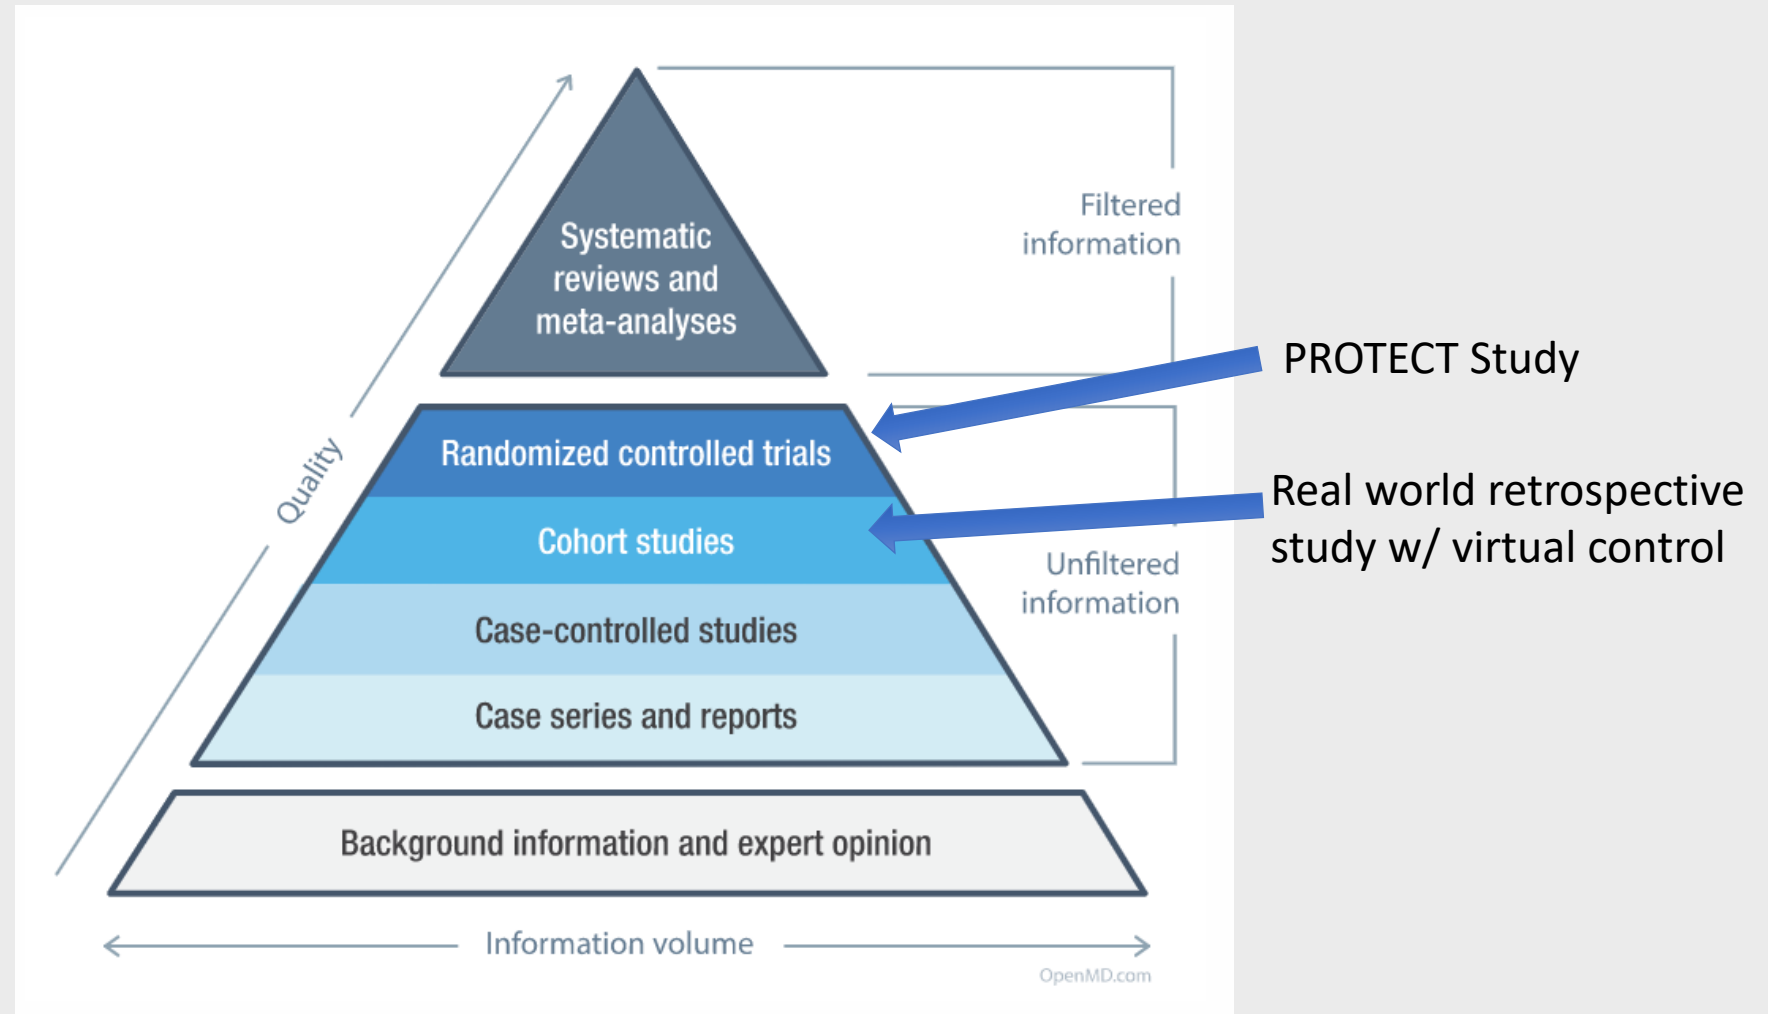 Systematic
reviews and
meta-analyses
Filtered
information
PROTECT Study
Randomized controlled trials
Quality
Real world retrospective
study w/ virtual control
Cohort studies
Unfiltered
information
Case-controlled studies
Case series and reports
Background information and expert opinion
Information volume
OpenMD.com